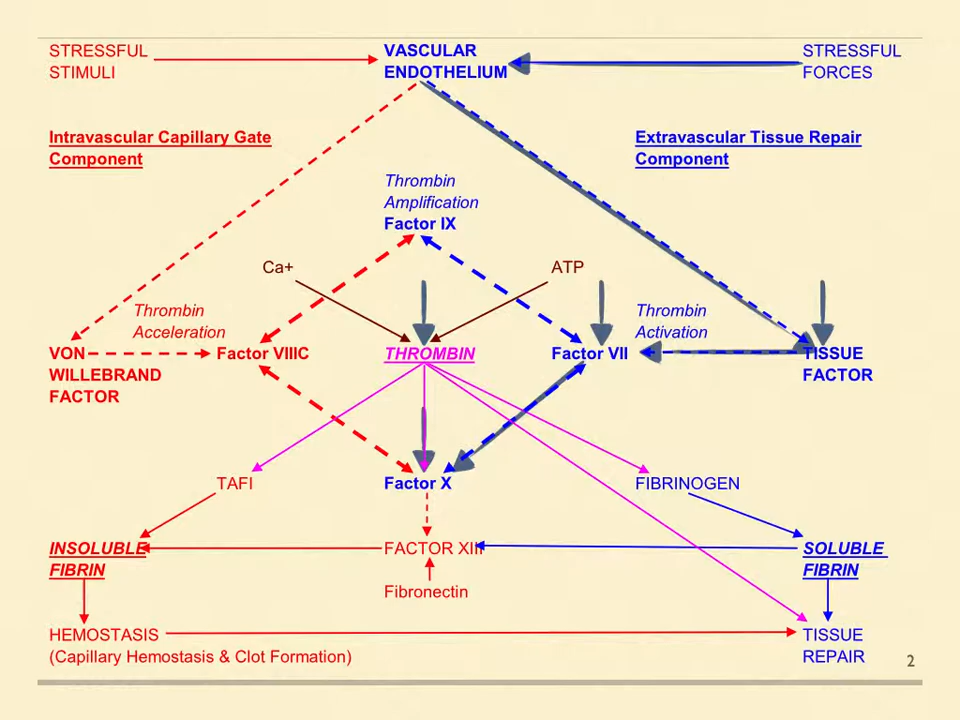 STRESSFUL
STIMULI
VASCULAR
ENDOTHELIUM
STRESSFUL
FORCES
Intravascular Capillary Gate
Component
Extravascular Tissue Repair
Component
Thrombin
Amplification
Factor IX
Ca+
ATP
Thrombin
Acceleration
Thrombin
Activation
VON
WILLEBRAND
FACTOR
Factor VIIIC
THROMBIN
Factor VII
TISSUE
FACTOR
TAFI
Factor X
FIBRINOGEN
INSOLUBLE
FIBRIN
FACTOR XIII
SOLUBLE
FIBRIN
Fibronectin
HEMOSTASIS
(Capillary Hemostasis & Clot Formation)
TISSUE
REPAIR
2